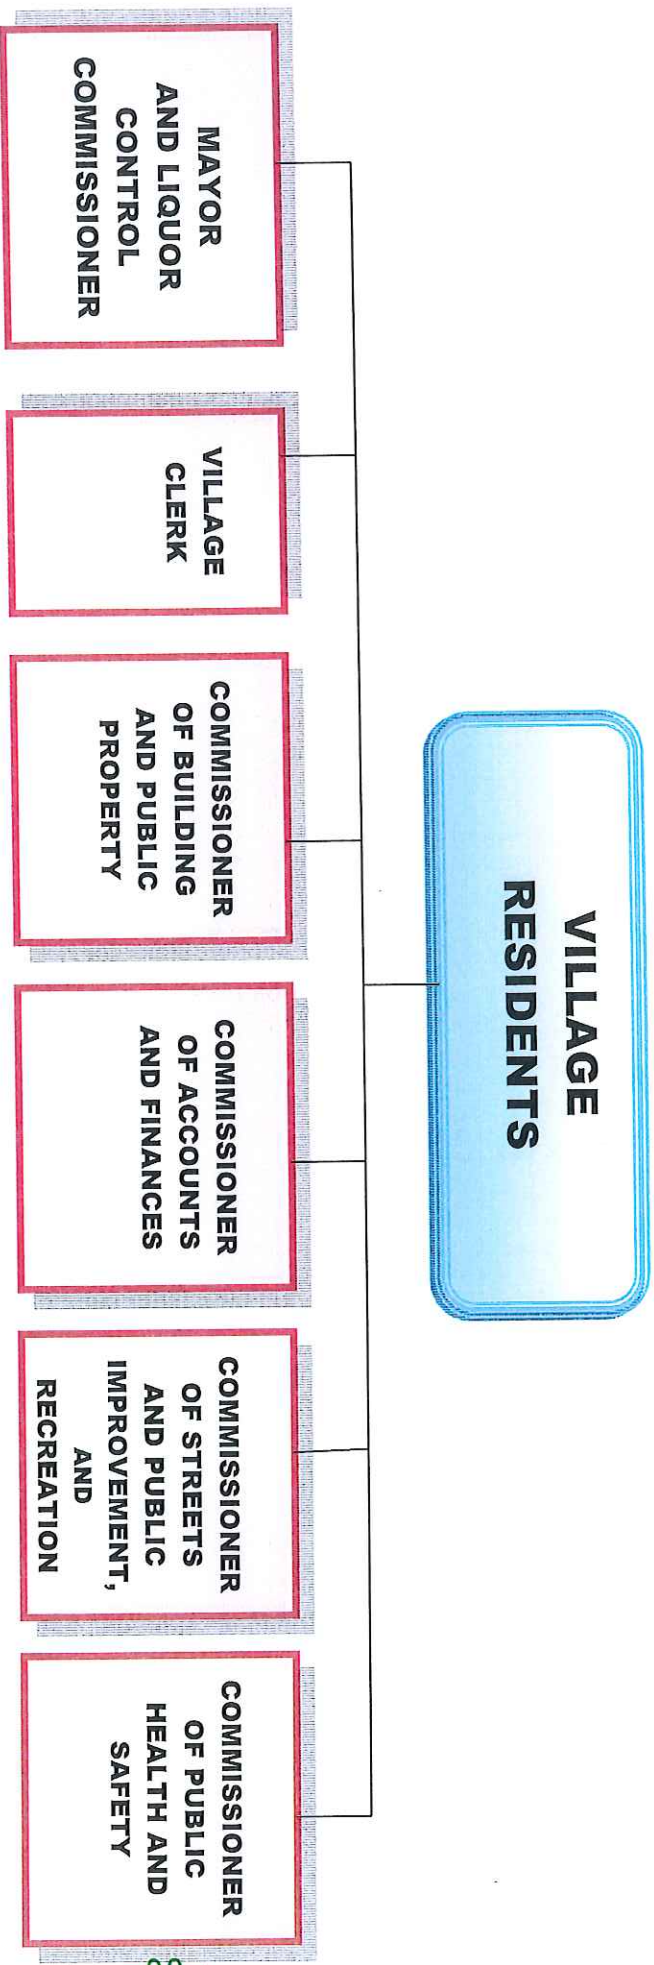 VILLAGE
RESIDENTS
MAYOR
AND LIQUOR
CONTROL
COMMISSIONER
VILLAGE
CLERK
COMMISSIONER
OF BUILDING
AND PUBLIC
PROPERTY
COMMISSIONER
OF ACCOUNTS
AND FINANCES
COMMISSIONER
OF STREETS
AND PUBLIC
IMPROVEMENT,
AND
RECREATION
COMMISSIONER
OF PUBLIC
HEALTH AND
SAFETY